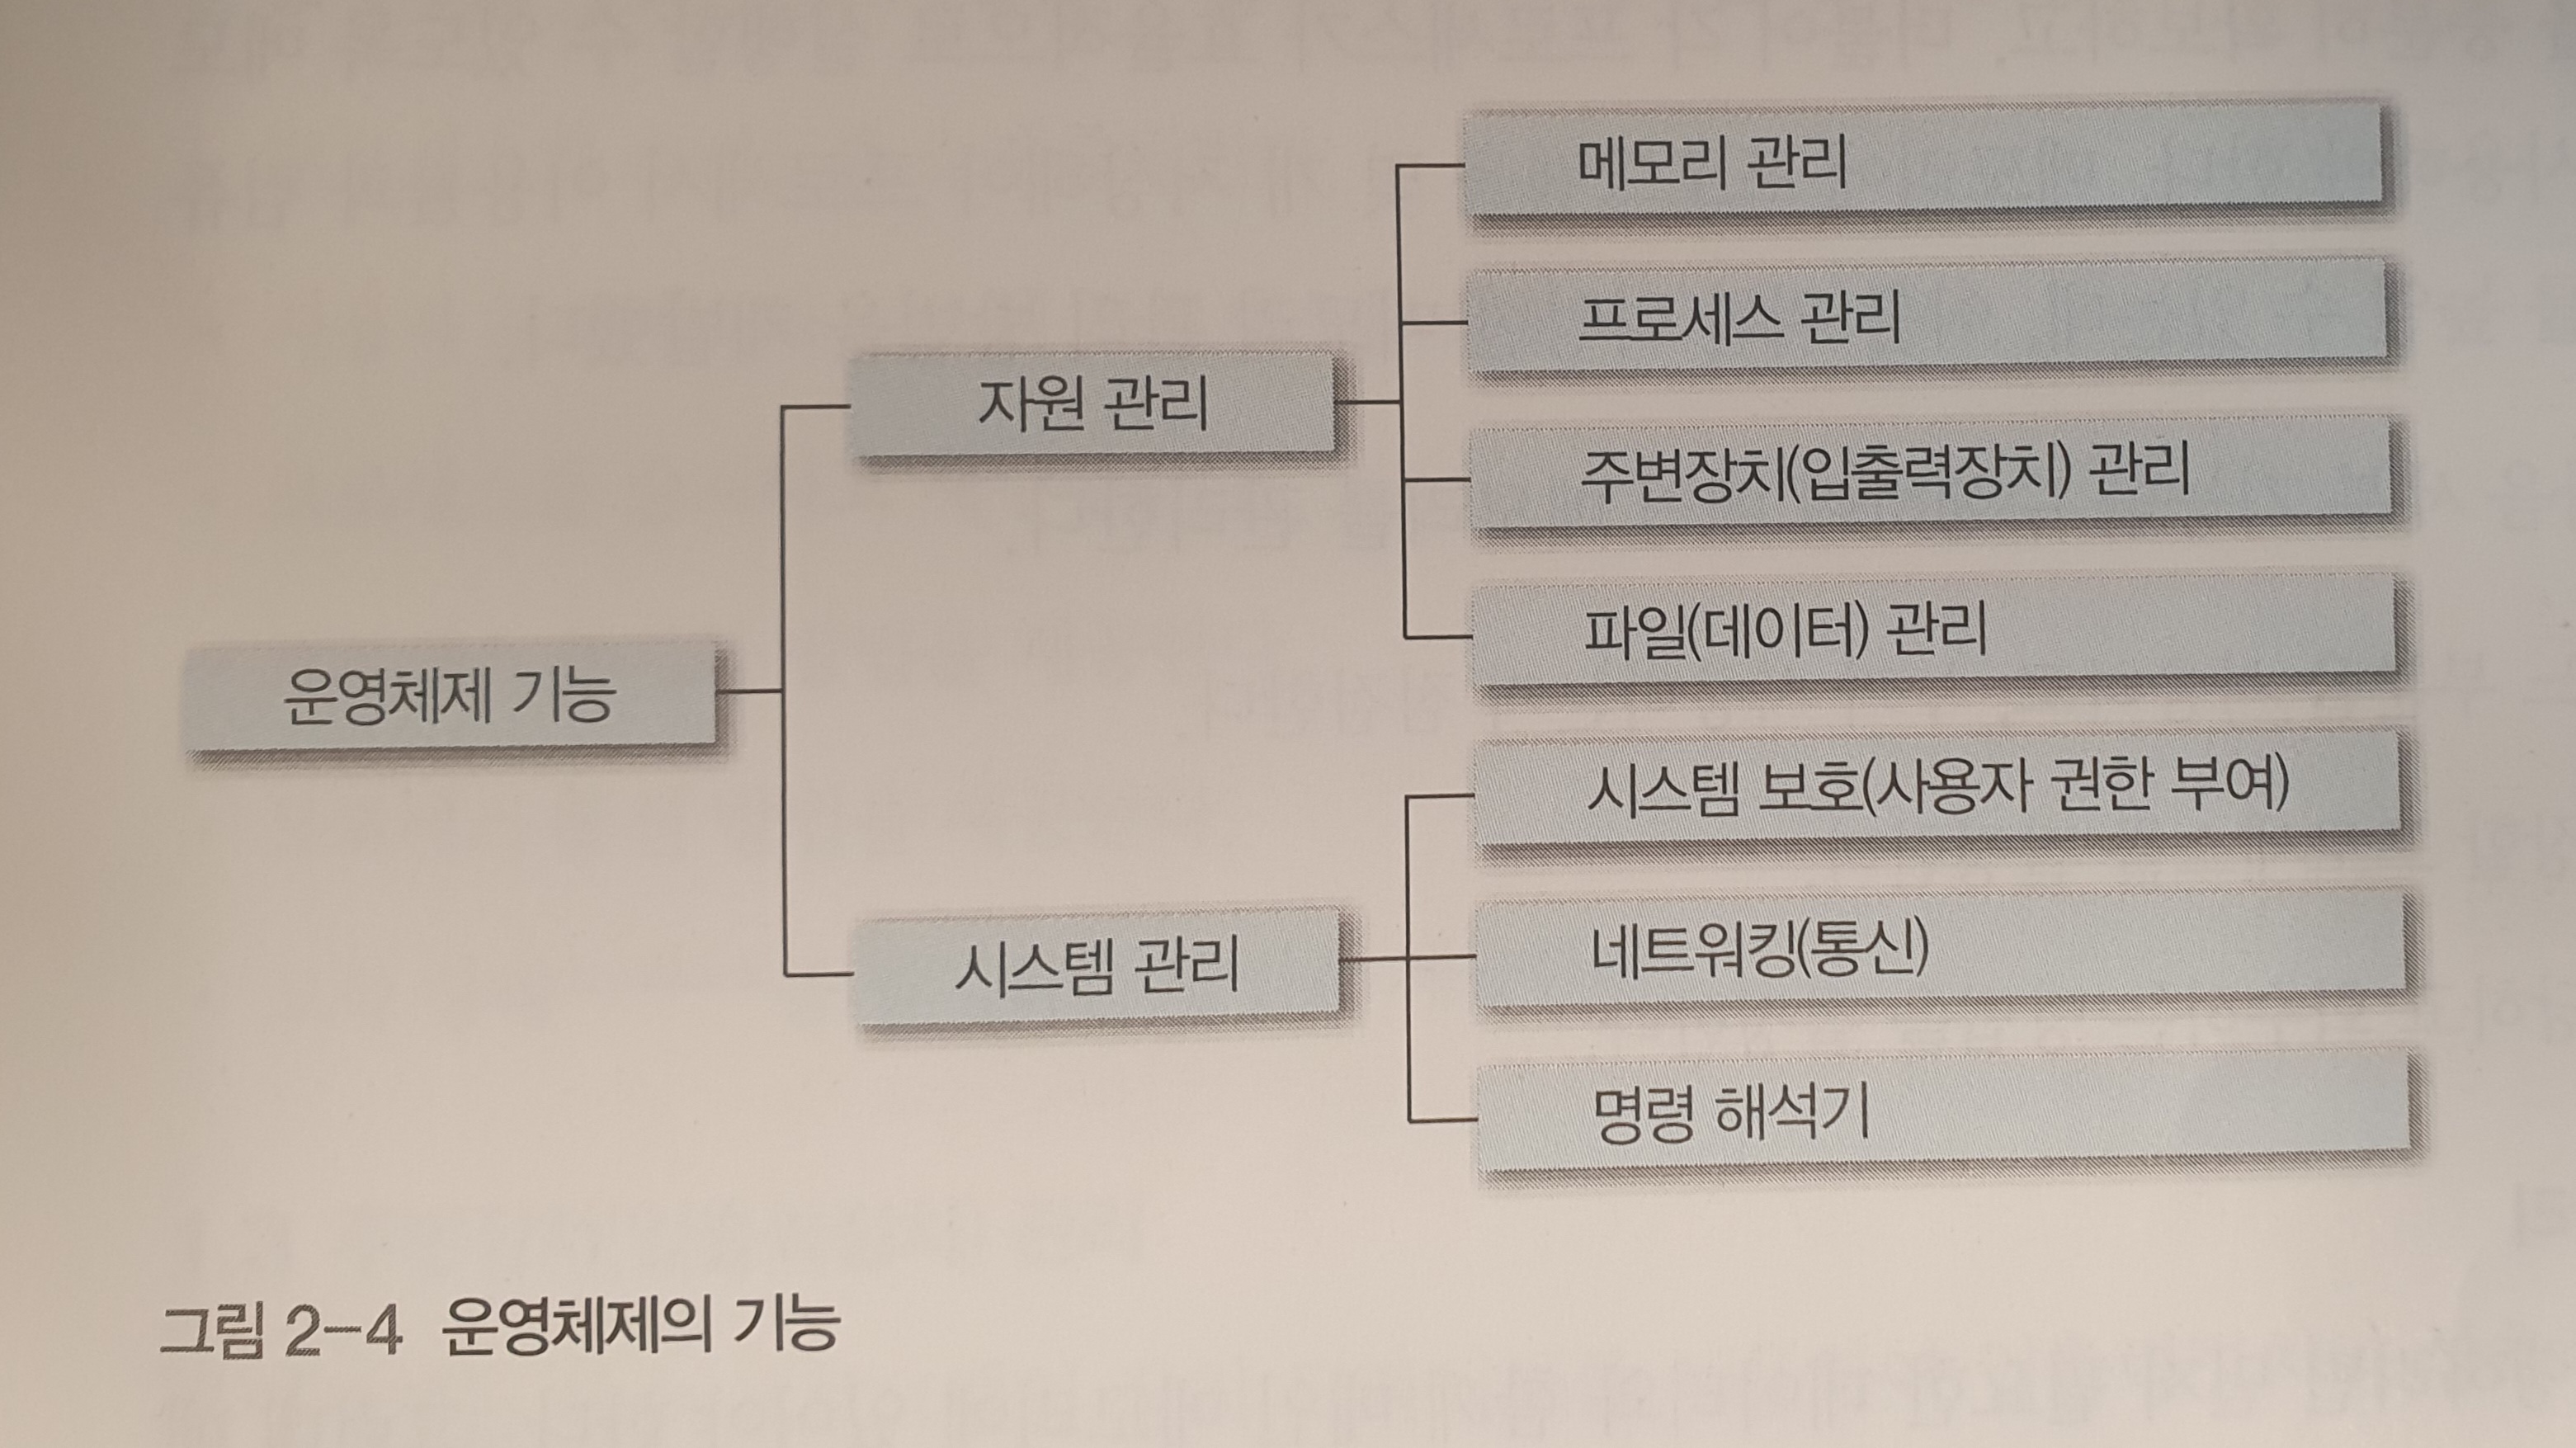 운영체제 기능
자원 관리
메모리 관리
프로세스 관리
주변장치(입출력장치) 관리
파일(데이터) 관리
시스템 관리
시스템 보호(사용자 권한 부여)
네트워킹(통신)
명령 해석기
그림 2-4 운영체제의 기능